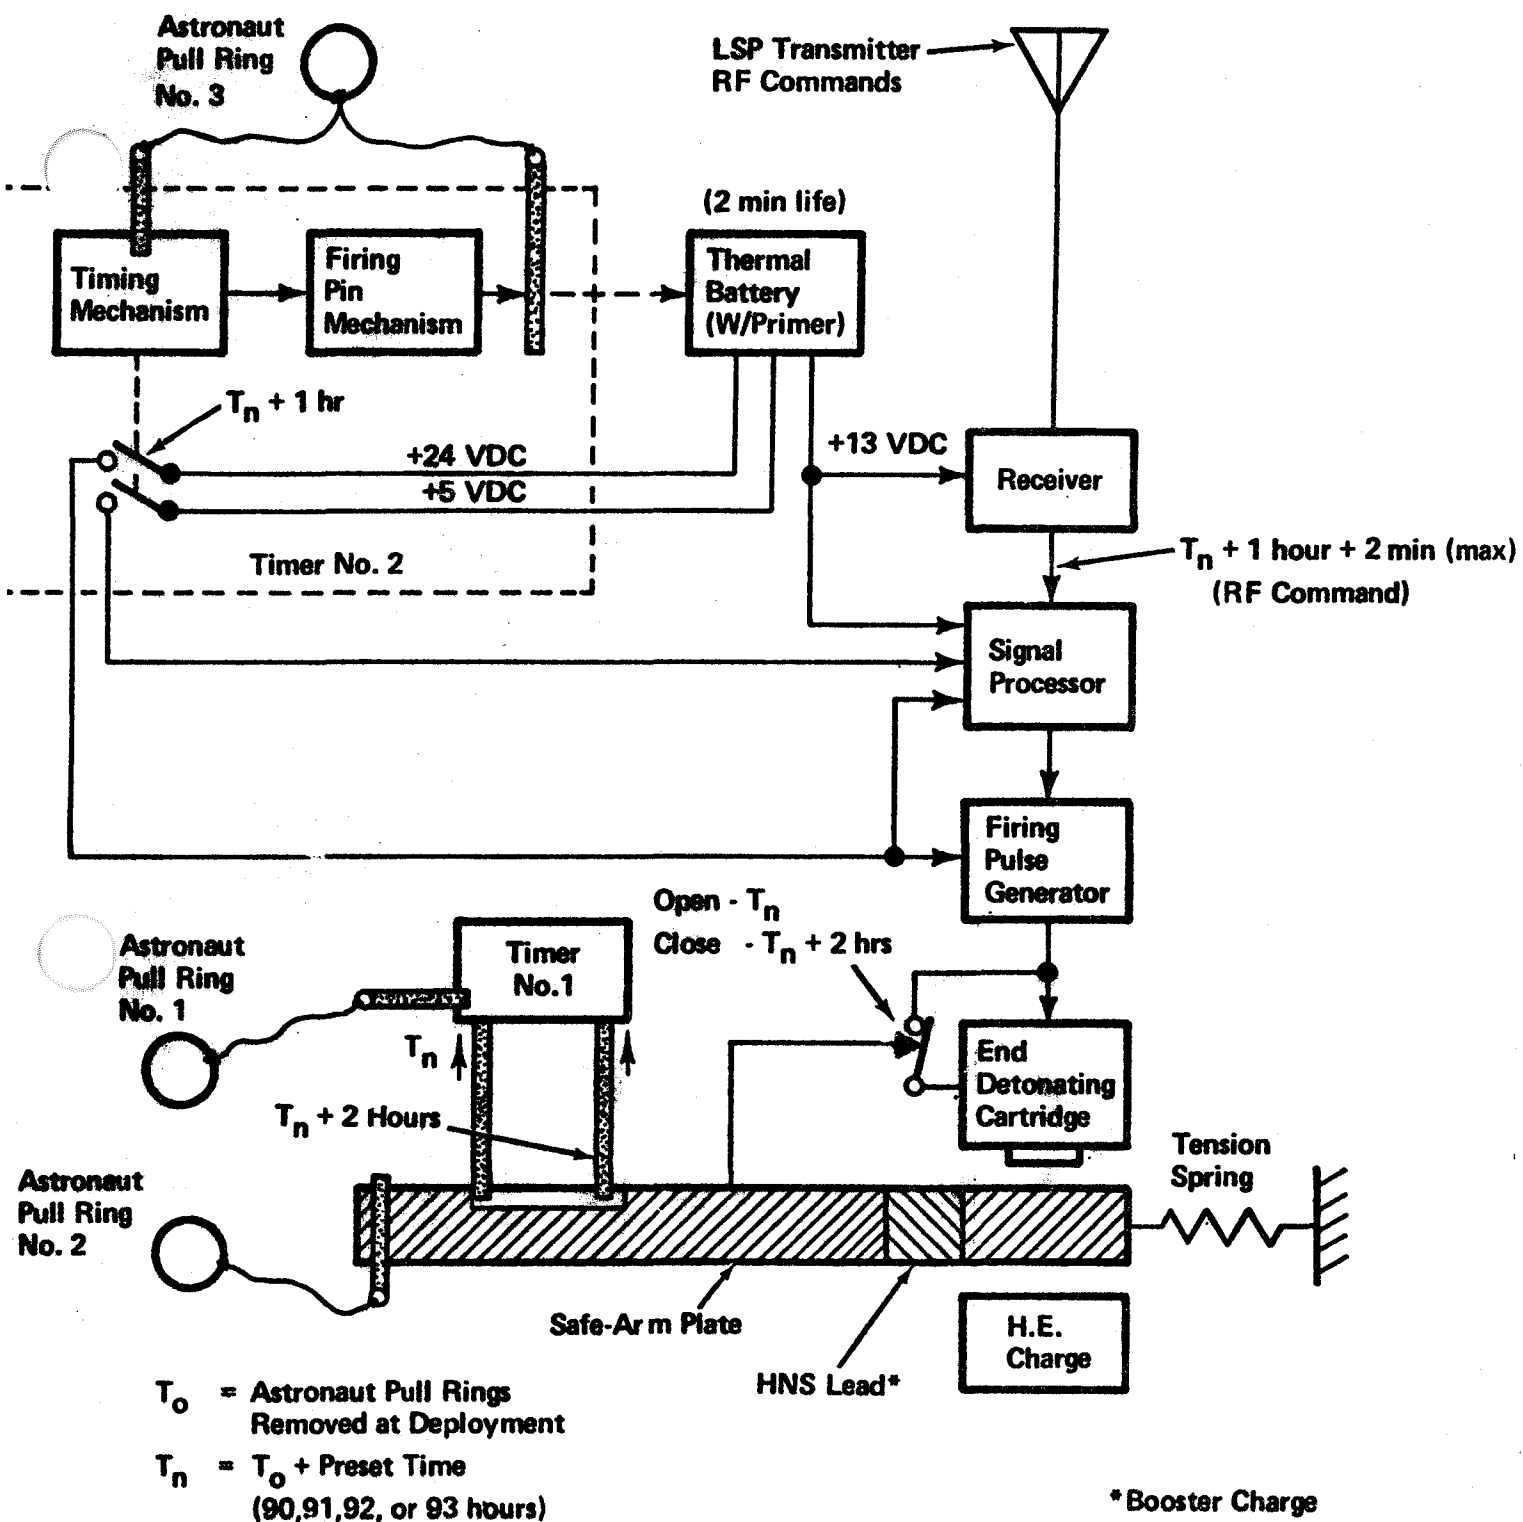 Astronaut
Pull Ring
No. 3
LSP Transmitter
RF Commands
(2 min life)
Timing
Mechanism
Firing
Pin
Mechanism
Thermal
Battery
(W/Primer)
Tn + 1 hr
+24 VDC
+5 VDC
+13 VDC
Receiver
Timer No. 2
Tn + 1 hour + 2 min (max)
(RF Command)
Signal
Processor
Firing
Pulse
Generator
Open - Tn
Close - Tn + 2 hrs
Astronaut
Pull Ring
No. 1
Timer
No.1
Tn
End
Detonating
Cartridge
Tn + 2 Hours
Tension
Spring
Astronaut
Pull Ring
No. 2
Safe-Arm Plate
HNS Lead*
H.E.
Charge
To = Astronaut Pull Rings
Removed at Deployment
Tn = To + Preset Time
(90,91,92, or 93 hours)
*Booster Charge